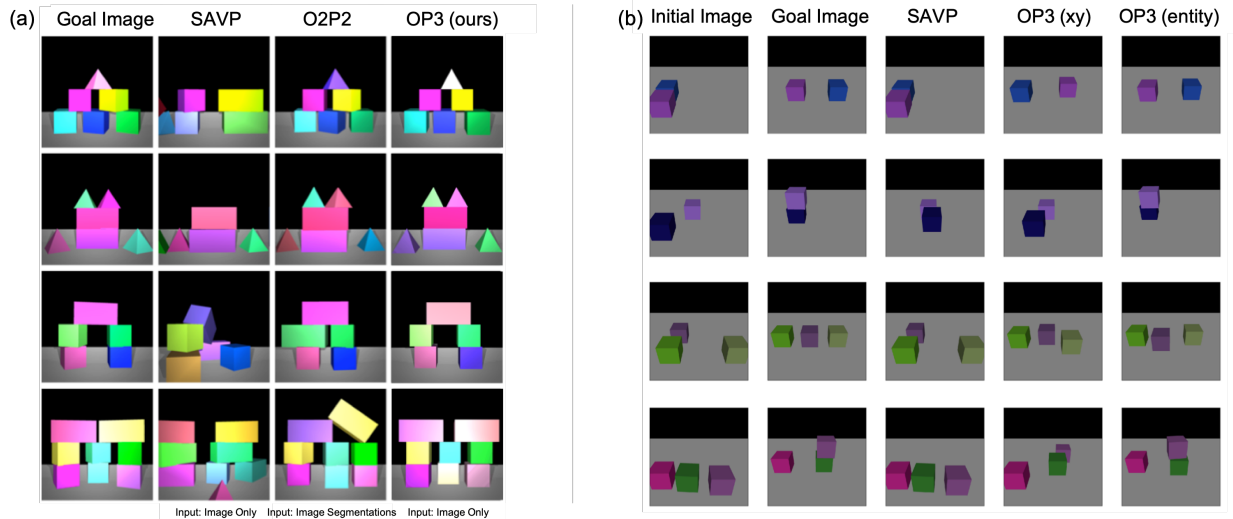 (a) Goal Image SAVP O2P2 OP3 (ours)
Input: Image Only Input: Image Segmentations Input: Image Only
(b) Initial Image Goal Image SAVP OP3 (xy) OP3 (entity)